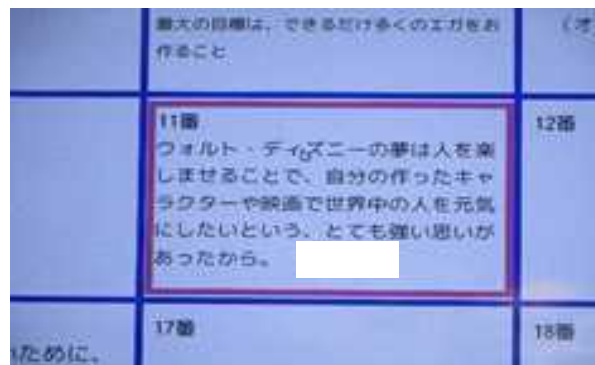 最大の目標は、できるだけ多くのエガをお
作ること
(オ
11番
ウォルト・ディズニーの夢は人を楽
しませることで、自分の作ったキャ
ラクターや映画で世界中の人を元気
にしたいという、とても強い思いが
あったから。
12番
17番
18番
いために、